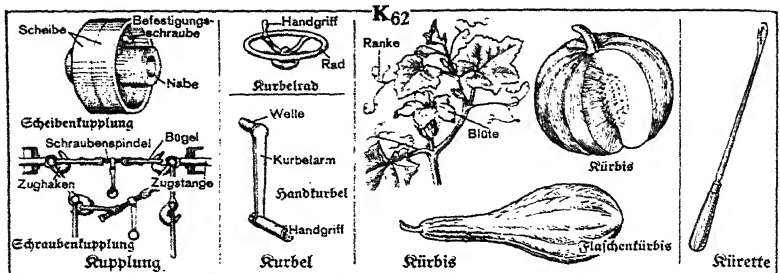 K62
Scheibe
Befestigungs-
schraube
Nabe
Scheibenkupplung
Schraubenspindel
Bügel
Zughaken
Zugstange
Schraubenkupplung
Kupplung
Handgriff
Rad
Kurbelrad
Welle
Kurbelarm
Handkurbel
Handgriff
Kurbel
Ranke
Blüte
Kürbis
Flaschenkürbis
Kürbis
Kürette